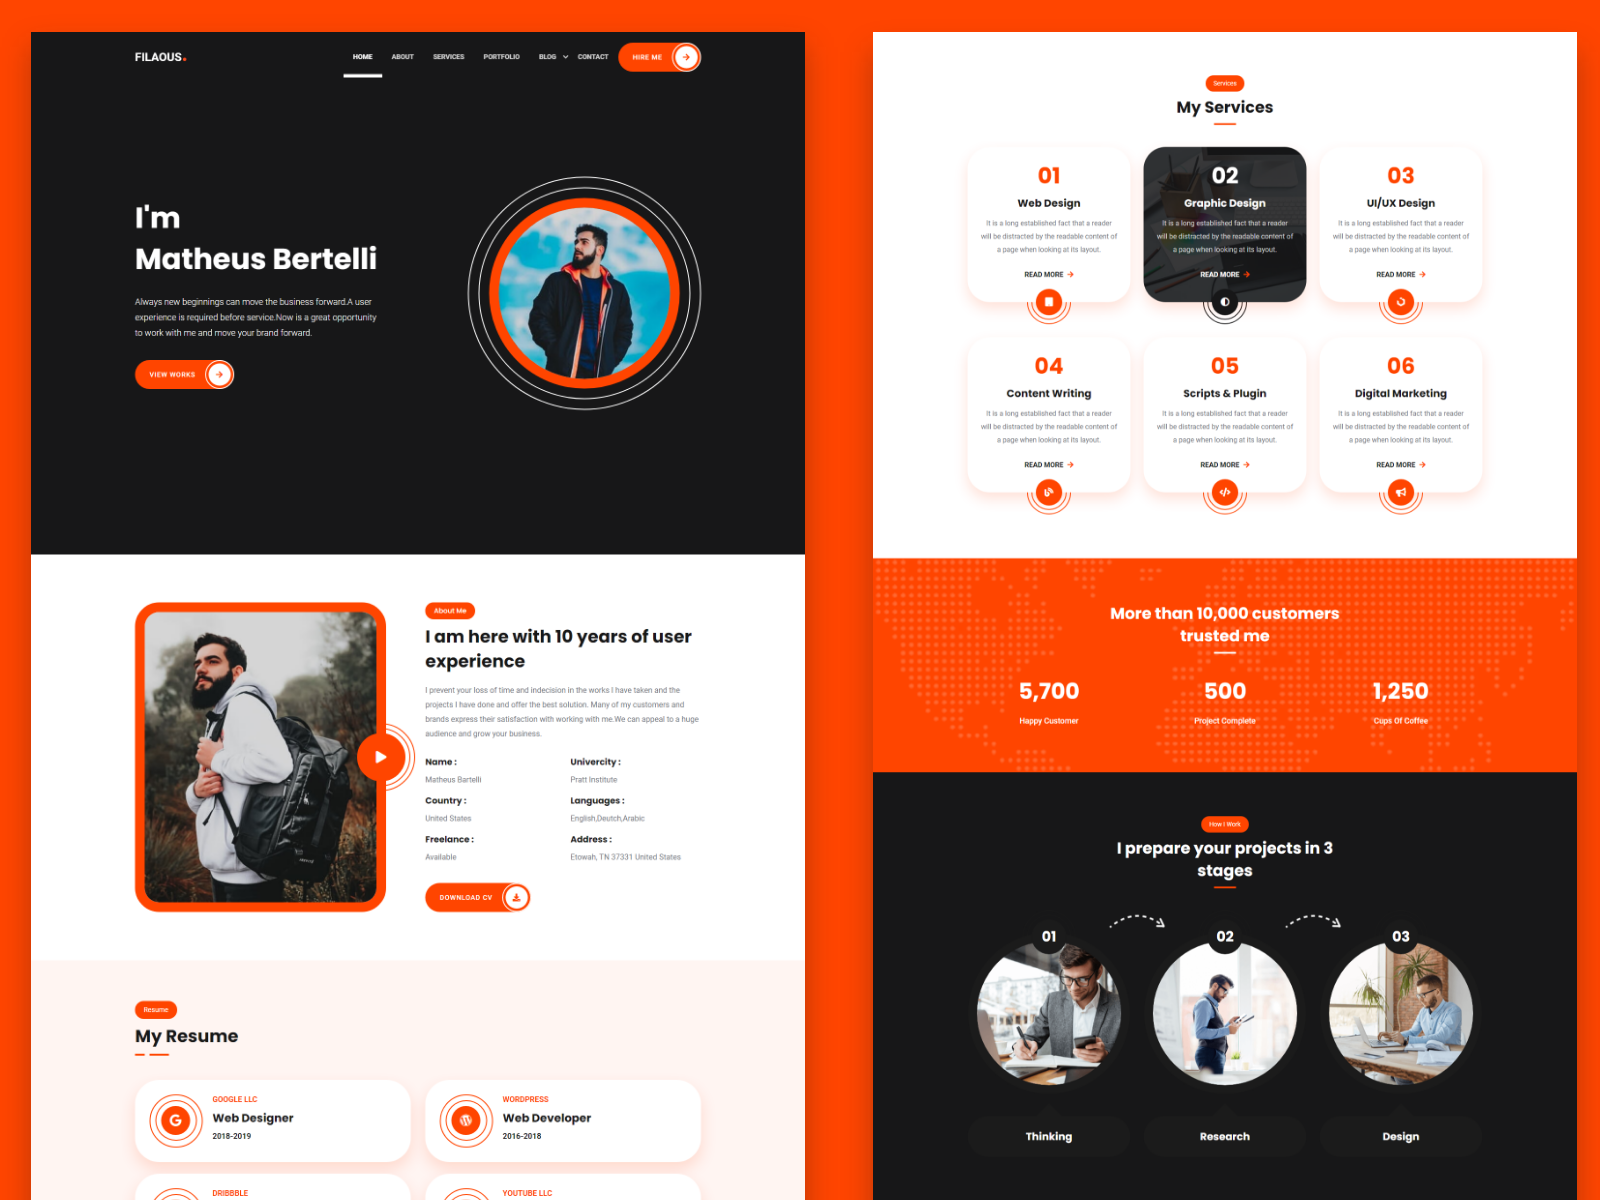 FILAOUS.
HOME
ABOUT
SERVICES
PORTFOLIO
BLOG
CONTACT
HIRE ME
I'm
Matheus Bertelli
Always new beginnings can move the business forward.A user
experience is required before service.Now is a great opportunity
to work with me and move your brand forward.
VIEW WORKS
About Me
I am here with 10 years of user
experience
I prevent your loss of time and indecision in the works I have taken and the
projects I have done and offer the best solution. Many of my customers and
brands express their satisfaction with working with me.We can appeal to a huge
audience and grow your business.
Name :
Matheus Bartelli
Univercity :
Pratt Institute
Country :
United States
Languages :
English,Deutch,Arabic
Freelance :
Available
Address :
Etowah, TN 37331 United States
DOWNLOAD CV
Resume
My Resume
GOOGLE LLC
Web Designer
2018-2019
WORDPRESS
Web Developer
2016-2018
DRIBBBLE
YOUTUBE LLC
Services
My Services
01
Web Design
It is a long established fact that a reader
will be distracted by the readable content of
a page when looking at its layout.
READ MORE
02
Graphic Design
It is a long established fact that a reader
will be distracted by the readable content of
a page when looking at its layout.
READ MORE
03
UI/UX Design
It is a long established fact that a reader
will be distracted by the readable content of
a page when looking at its layout.
READ MORE
04
Content Writing
It is a long established fact that a reader
will be distracted by the readable content of
a page when looking at its layout.
READ MORE
05
Scripts & Plugin
It is a long established fact that a reader
will be distracted by the readable content of
a page when looking at its layout.
READ MORE
06
Digital Marketing
It is a long established fact that a reader
will be distracted by the readable content of
a page when looking at its layout.
READ MORE
More than 10,000 customers
trusted me
5,700
Happy Customer
500
Project Complete
1,250
Cups Of Coffee
How I Work
I prepare your projects in 3
stages
01
02
03
Thinking
Research
Design